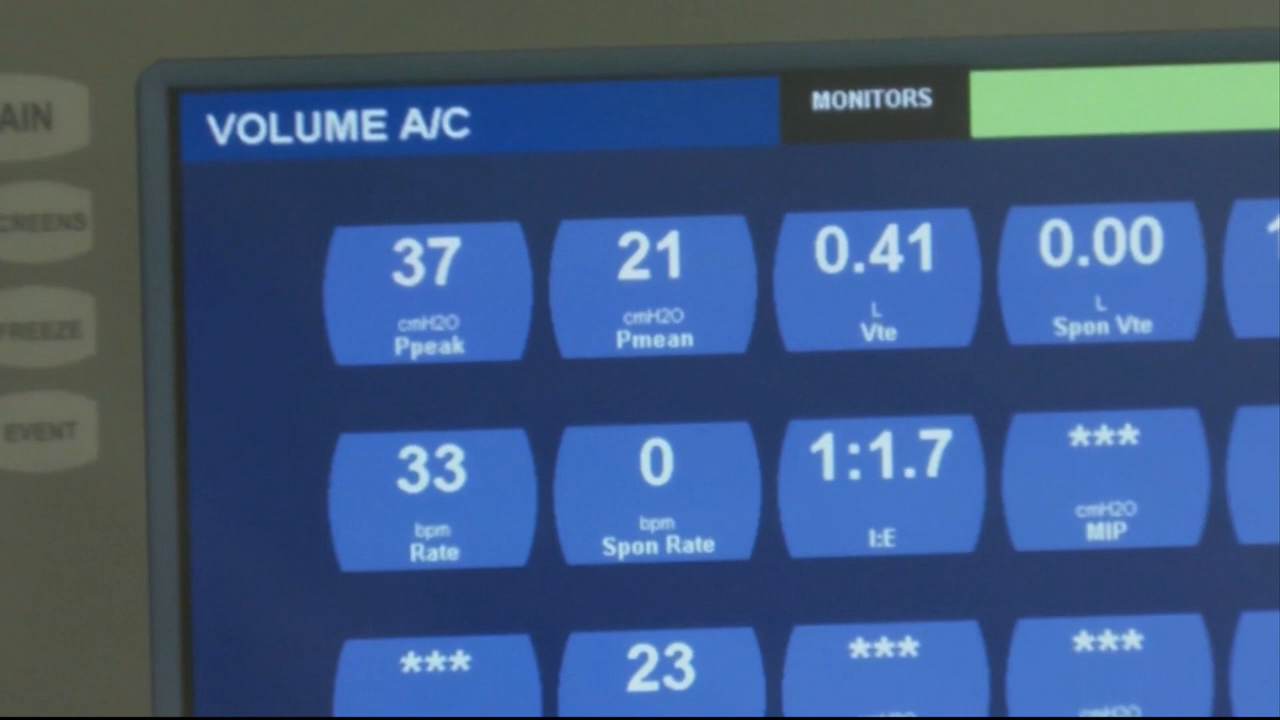 VOLUME A/C
MONITORS
AIN
CREENS
FREEZE
EVENT
37
cmH2O
Ppeak
21
cmH2O
Pmean
0.41
L
Vte
0.00
L
Spon Vte
33
bpm
Rate
0
bpm
Spon Rate
1:1.7
I:E
***
cmH2O
MIP
***
23
***
***